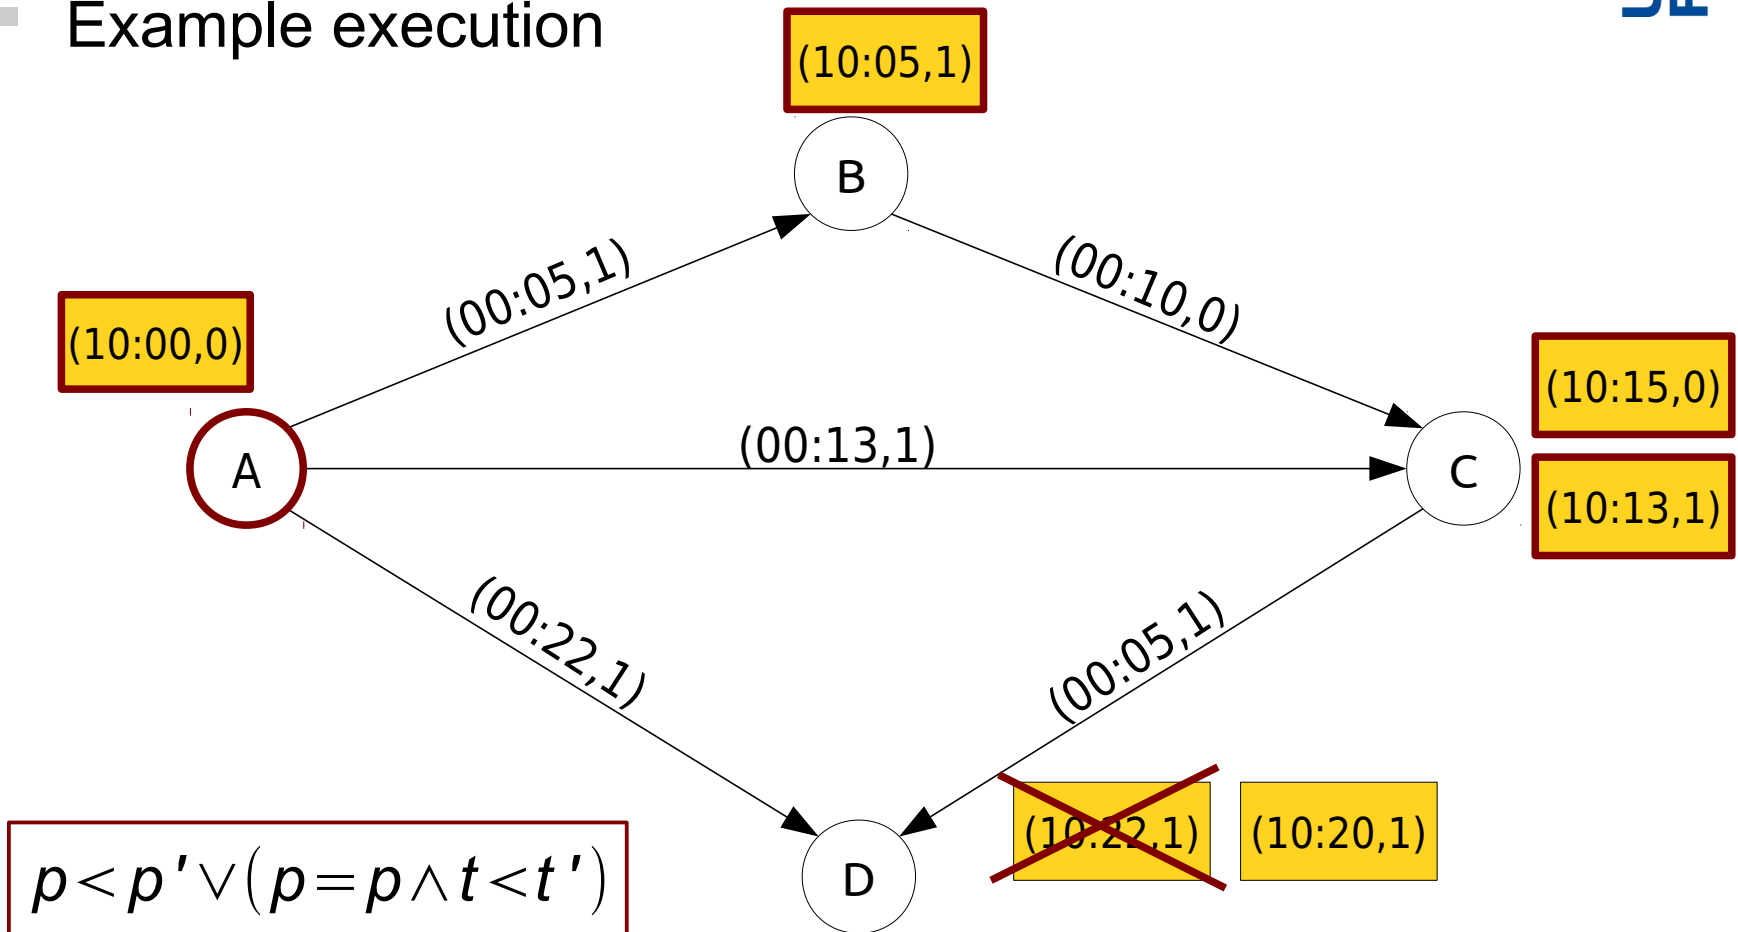 Example execution
(10:05,1)
B
(00:05,1)
(00:10,0)
(10:00,0)
(10:15,0)
A
(00:13,1)
C
(10:13,1)
(00:22,1)
(00:05,1)
(10:22,1)
(10:20,1)
D
p<p'∨(p=p∧t<t')